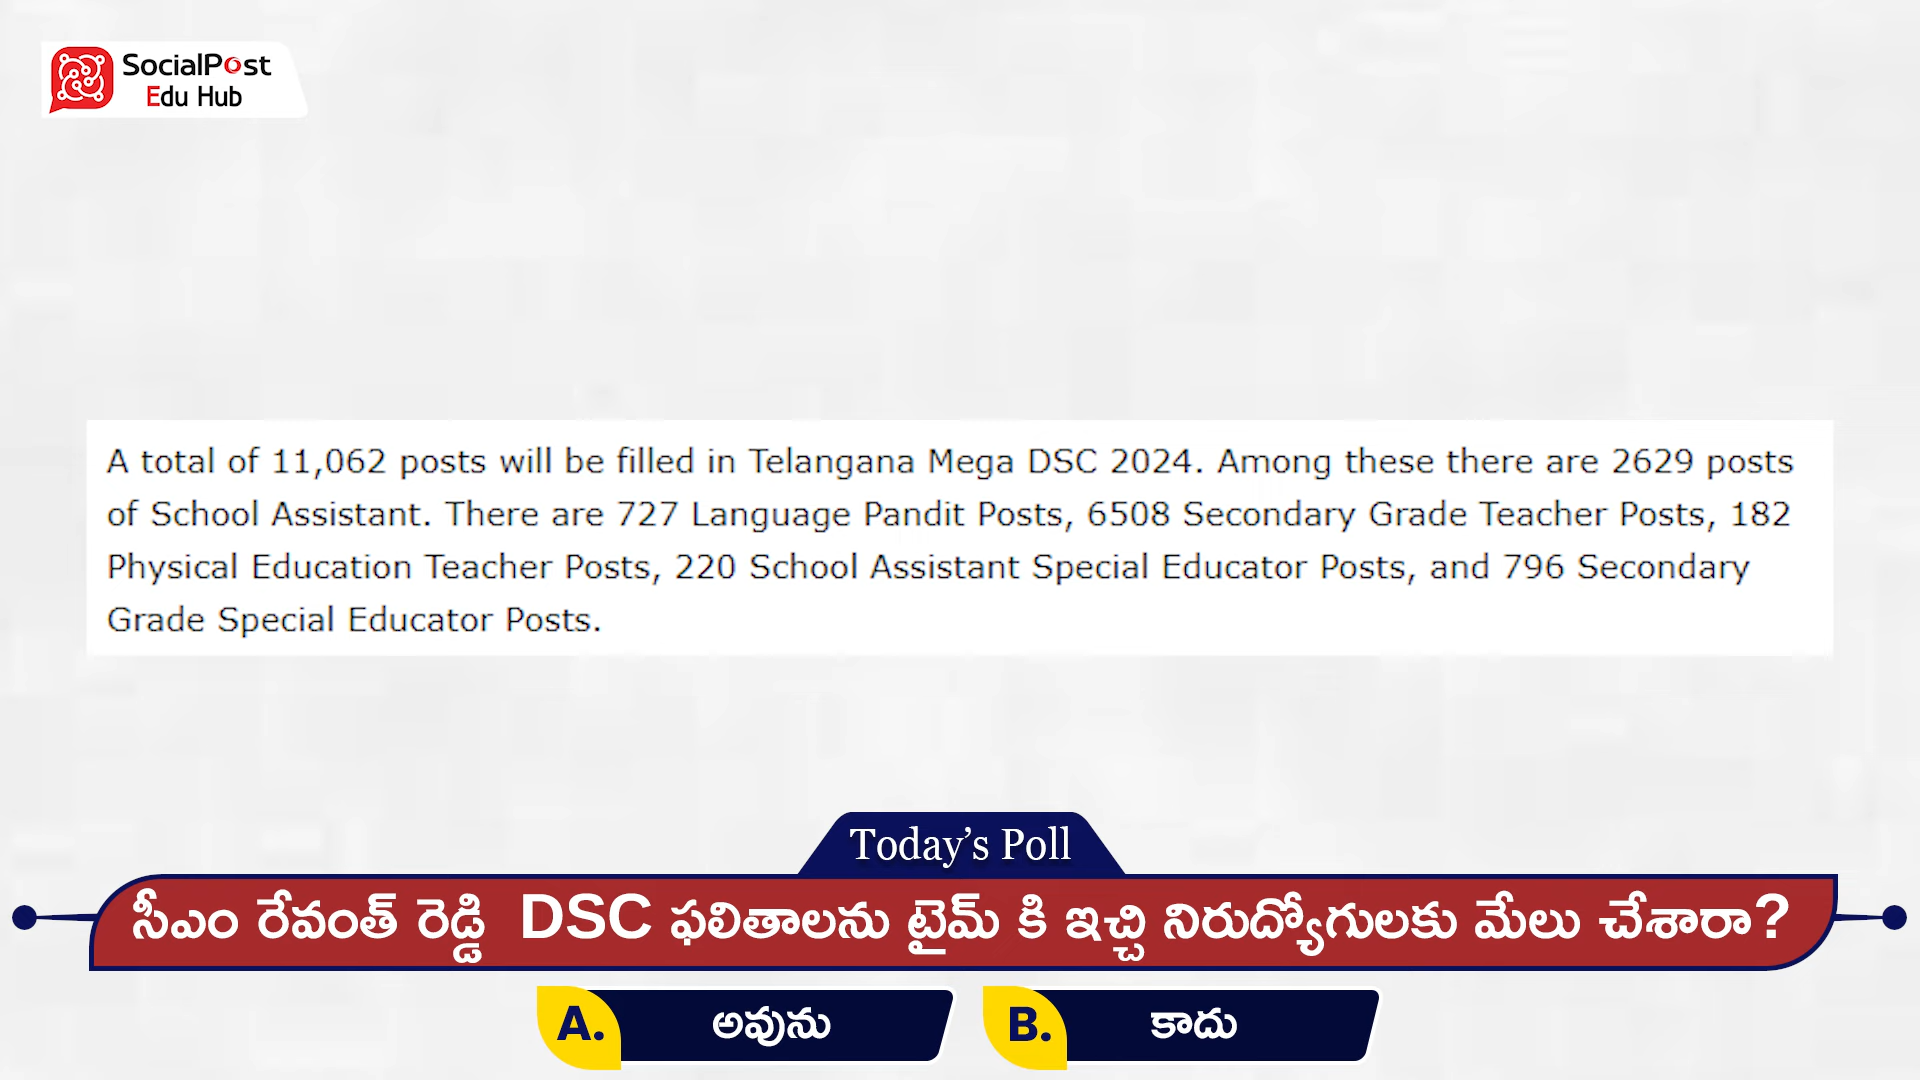 SocialPost
Edu Hub
A total of 11,062 posts will be filled in Telangana Mega DSC 2024. Among these there are 2629 posts
of School Assistant. There are 727 Language Pandit Posts, 6508 Secondary Grade Teacher Posts, 182
Physical Education Teacher Posts, 220 School Assistant Special Educator Posts, and 796 Secondary
Grade Special Educator Posts.
Today's Poll
సీఎం రేవంత్ రెడ్డి DSC ఫలితాలను టైమ్ కి ఇచ్చి నిరుద్యోగులకు మేలు చేశారా?
A. అవును B. కాదు